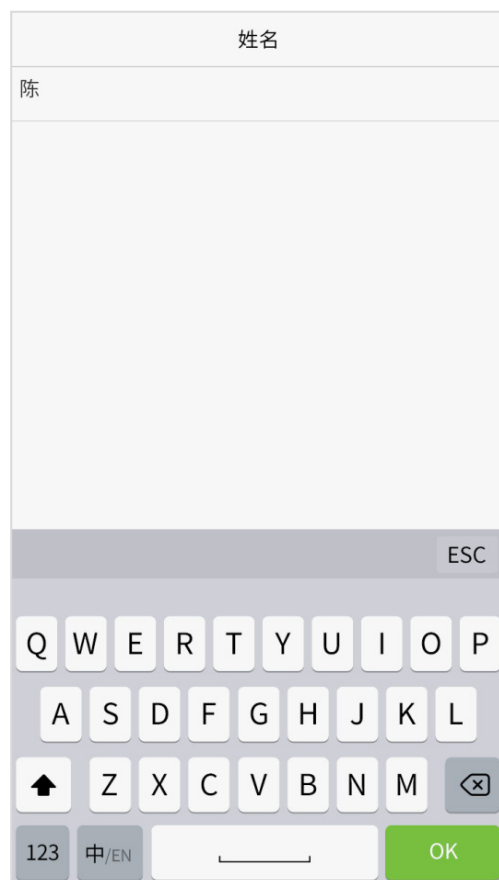 姓名
陈
ESC
Q W E R T Y U I O P
A S D F G H J K L
Z X C V B N M
123 中/EN OK